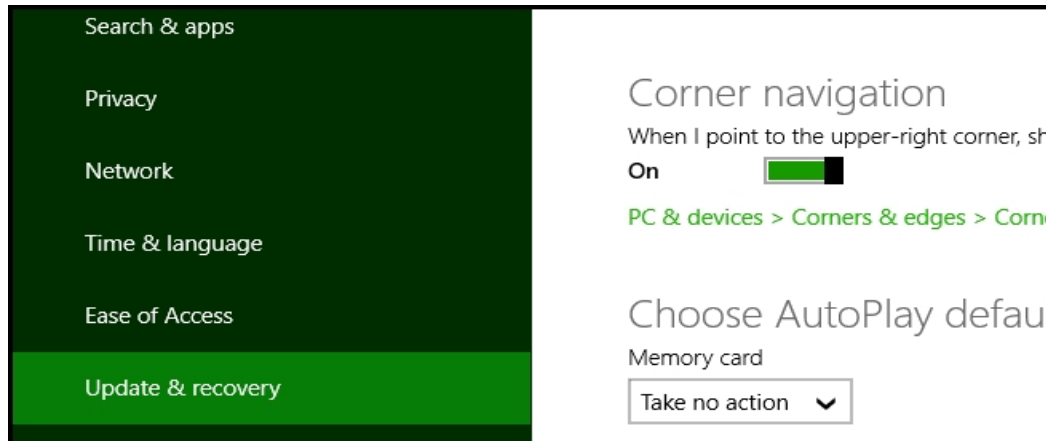 Search & apps
Privacy
Network
Time & language
Ease of Access
Update & recovery
Corner navigation
When I point to the upper-right corner, sh
On
PC & devices > Corners & edges > Corn
Choose AutoPlay defau
Memory card
Take no action